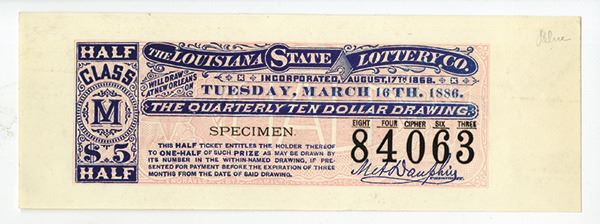 Blue
HALF
CLASS
M
$.5
HALF
THE LOUISIANA STATE LOTTERY CO.
INCORPORATED, AUGUST, 17TH 1868.
WILL DRAW
AT NEW ORLEANS
ON
TUESDAY, MARCH 16TH, 1886.
THE QUARTERLY TEN DOLLAR DRAWING
SPECIMEN.
THIS HALF TICKET ENTITLES THE HOLDER THEREOF
TO ONE-HALF OF SUCH PRIZE AS MAY BE DRAWN BY
ITS NUMBER IN THE WITHIN-NAMED DRAWING, IF PRE-
SENTED FOR PAYMENT BEFORE THE EXPIRATION OF THREE
MONTHS FROM THE DATE OF SAID DRAWING.
EIGHT FOUR CIPHER SIX THREE
84063
M. A. Dauphin
PRESIDENT.